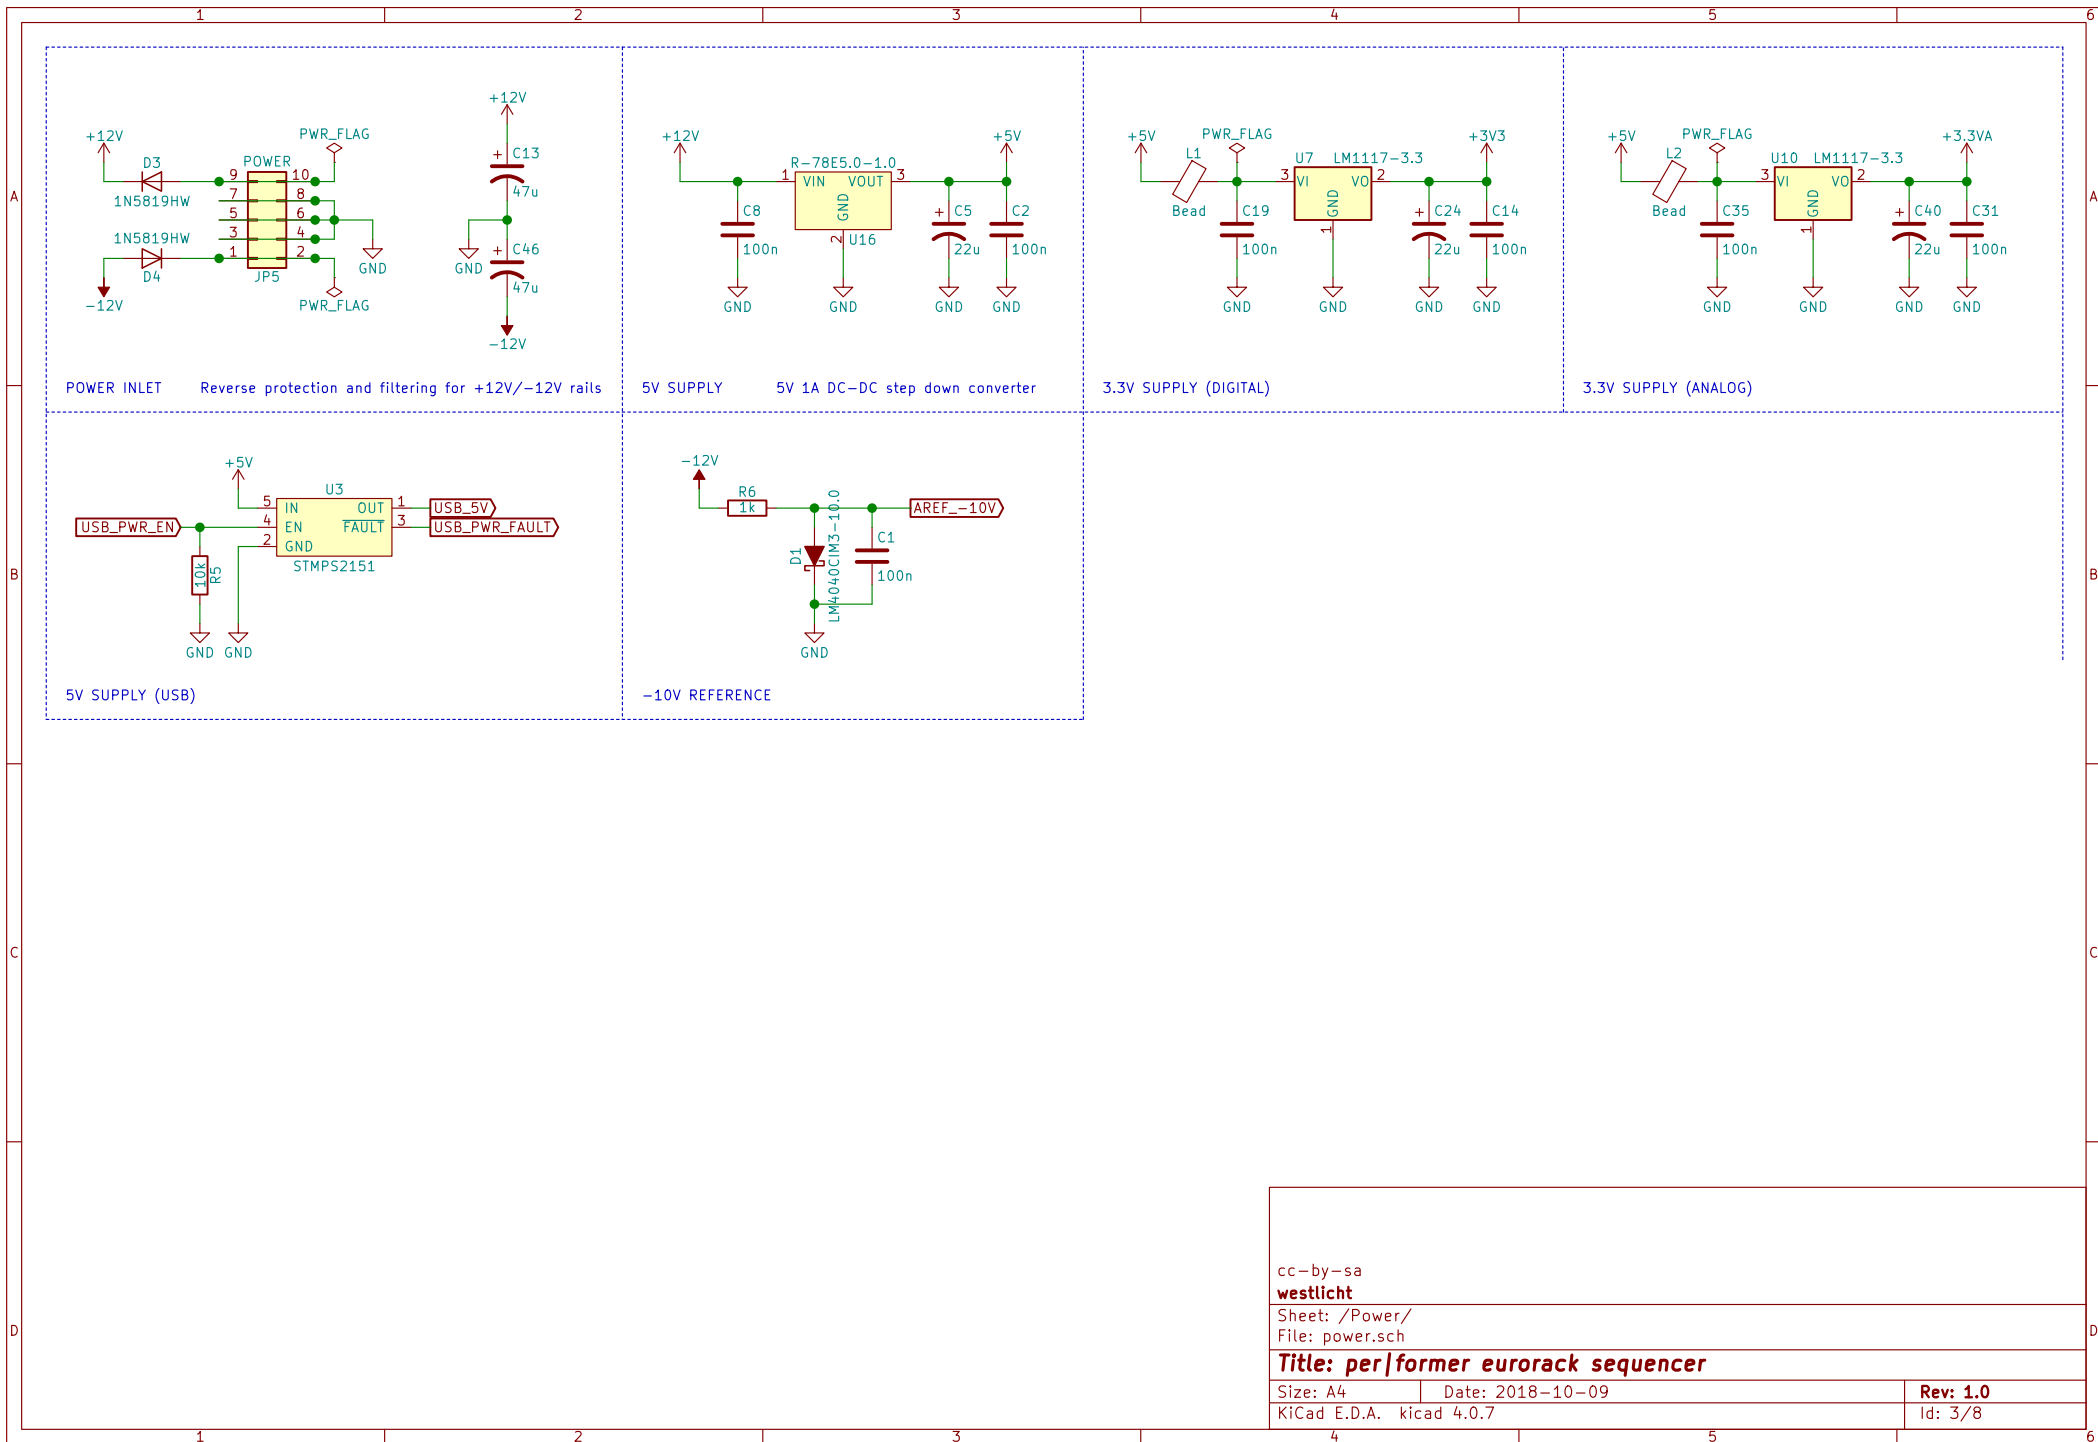 1 2 3 4 5 6
A A
+12V
D3
1N5819HW
1N5819HW
D4
-12V
POWER
9 10
7 8
5 6
3 4
1 2
JP5
PWR_FLAG
GND
PWR_FLAG
+12V
+ C13
47u
GND
+ C46
47u
-12V
POWER INLET Reverse protection and filtering for +12V/-12V rails
+12V
C8
100n
GND
R-78E5.0-1.0
1 VIN VOUT 3
GND
2 U16
GND
+5V
+ C5
22u
GND
C2
100n
GND
5V SUPPLY 5V 1A DC-DC step down converter
+5V
L1
Bead
PWR_FLAG
C19
100n
GND
U7 LM1117-3.3
3 VI VO 2
GND
1
GND
+3V3
+ C24
22u
GND
C14
100n
GND
3.3V SUPPLY (DIGITAL)
+5V
L2
Bead
PWR_FLAG
C35
100n
GND
U10 LM1117-3.3
3 VI VO 2
GND
1
GND
+3.3VA
+ C40
22u
GND
C31
100n
GND
3.3V SUPPLY (ANALOG)
B B
+5V
U3
5 IN OUT 1
4 EN FAULT 3
2 GND
STMPS2151
USB_PWR_EN
USB_5V
USB_PWR_FAULT
10k
R5
GND GND
5V SUPPLY (USB)
-12V
R6
1k
AREF_-10V
D1
LM4040CIM3-10.0
C1
100n
GND
-10V REFERENCE
C C
D D
cc-by-sa
westlicht
Sheet: /Power/
File: power.sch
Title: per|former eurorack sequencer
Size: A4 Date: 2018-10-09 Rev: 1.0
KiCad E.D.A. kicad 4.0.7 Id: 3/8
1 2 3 4 5 6